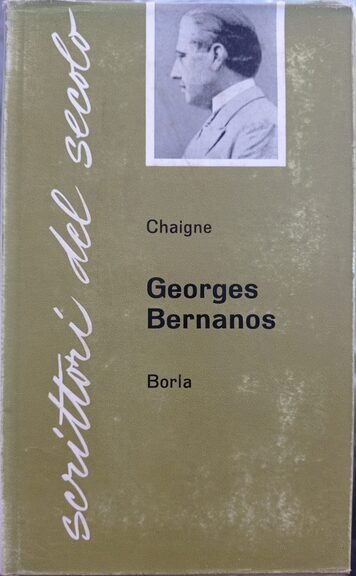 scrittori del secolo
Chaigne
Georges
Bernanos
Borla